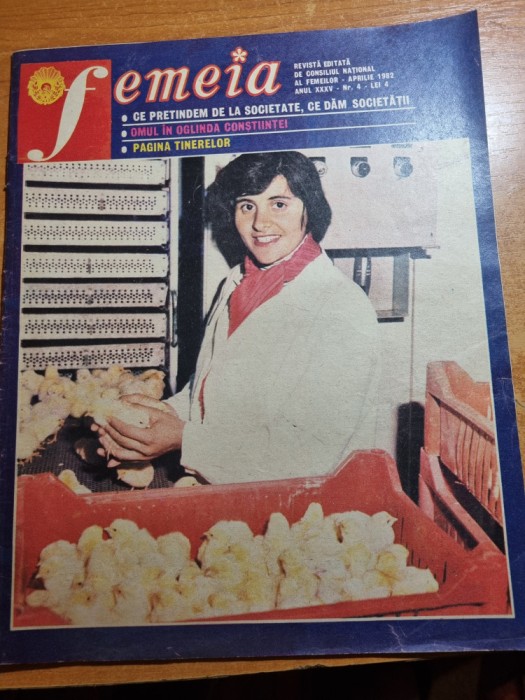 femeia
REVISTĂ EDITATĂ
DE CONSILIUL NAȚIONAL
AL FEMEILOR - APRILIE 1982
ANUL XXXV - Nr. 4 - LEI 4
• CE PRETINDEM DE LA SOCIETATE, CE DĂM SOCIETĂȚII
• OMUL ÎN OGLINDA CONȘTIINȚEI
• PAGINA TINERELOR